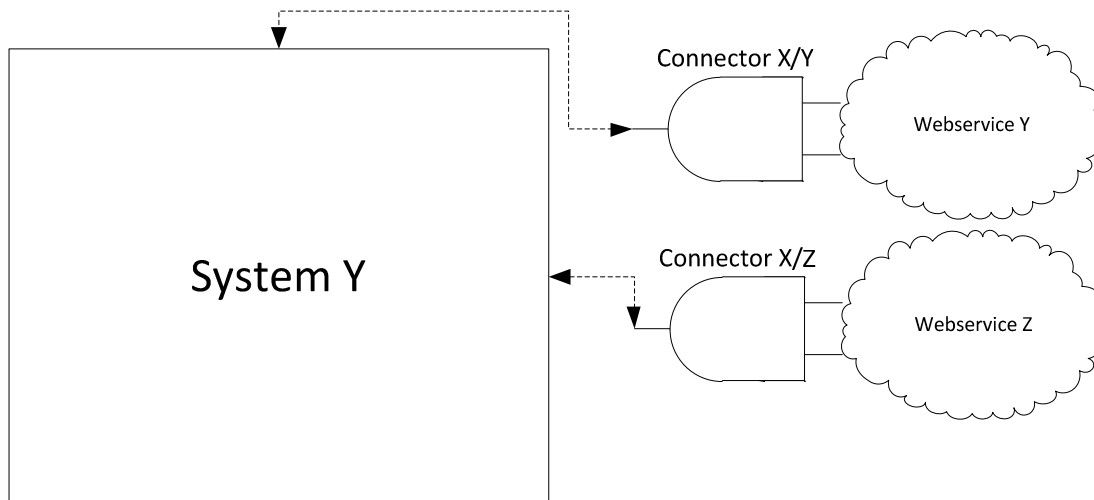 Connector X/Y
Webservice Y
System Y
Connector X/Z
Webservice Z